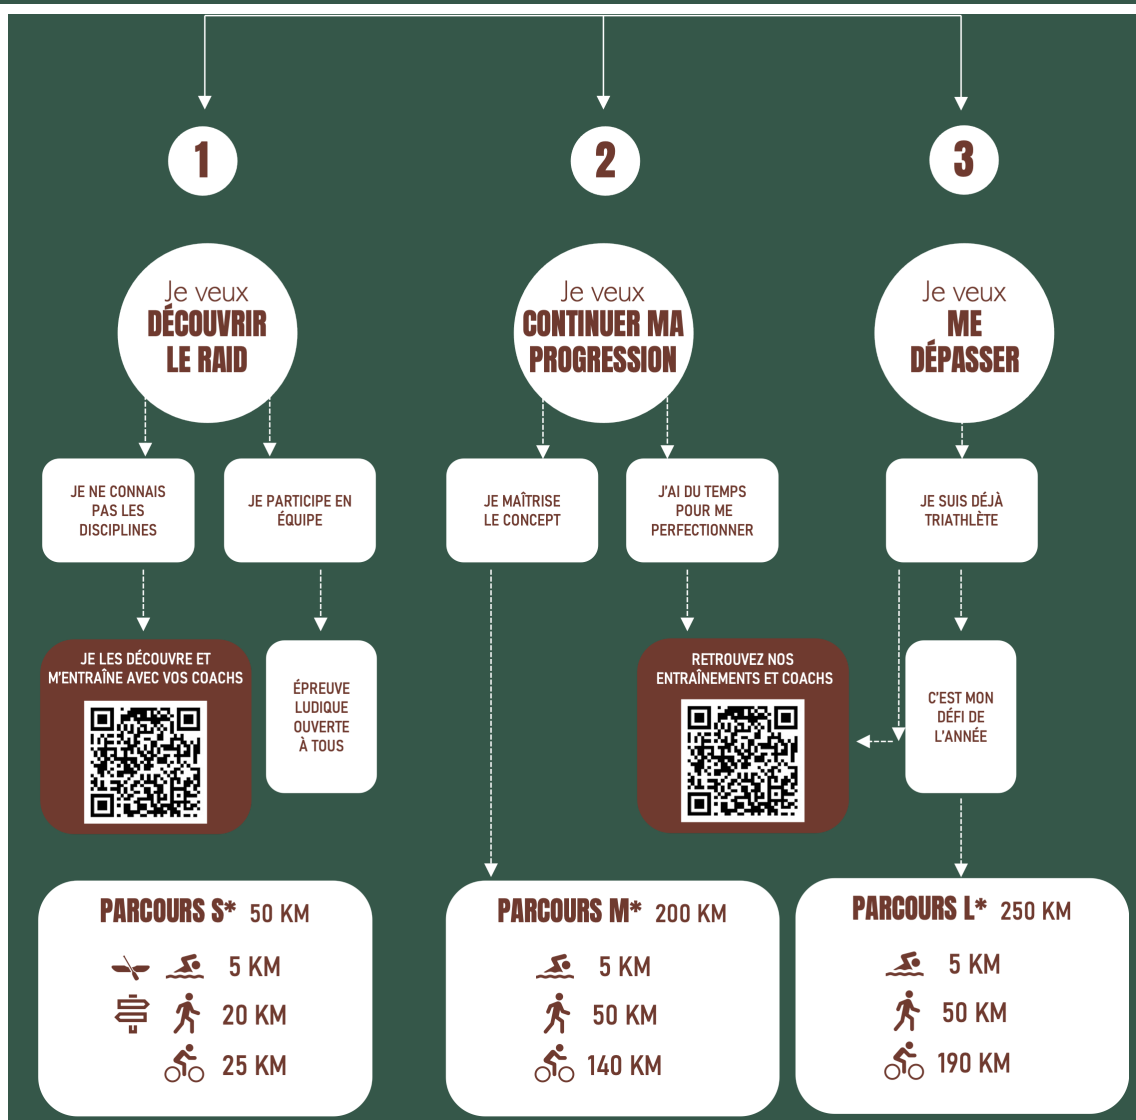 1
2
3
Je veux
DÉCOUVRIR
LE RAID
Je veux
CONTINUER MA
PROGRESSION
Je veux
ME
DÉPASSER
JE NE CONNAIS
PAS LES
DISCIPLINES
JE PARTICIPE EN
ÉQUIPE
JE MAÎTRISE
LE CONCEPT
J'AI DU TEMPS
POUR ME
PERFECTIONNER
JE SUIS DÉJÀ
TRIATHLÈTE
JE LES DÉCOUVRE ET
M'ENTRAÎNE AVEC VOS COACHS
ÉPREUVE
LUDIQUE
OUVERTE
À TOUS
RETROUVEZ NOS
ENTRAÎNEMENTS ET COACHS
C'EST MON
DÉFI DE
L'ANNÉE
PARCOURS S* 50 KM
5 KM
20 KM
25 KM
PARCOURS M* 200 KM
5 KM
50 KM
140 KM
PARCOURS L* 250 KM
5 KM
50 KM
190 KM